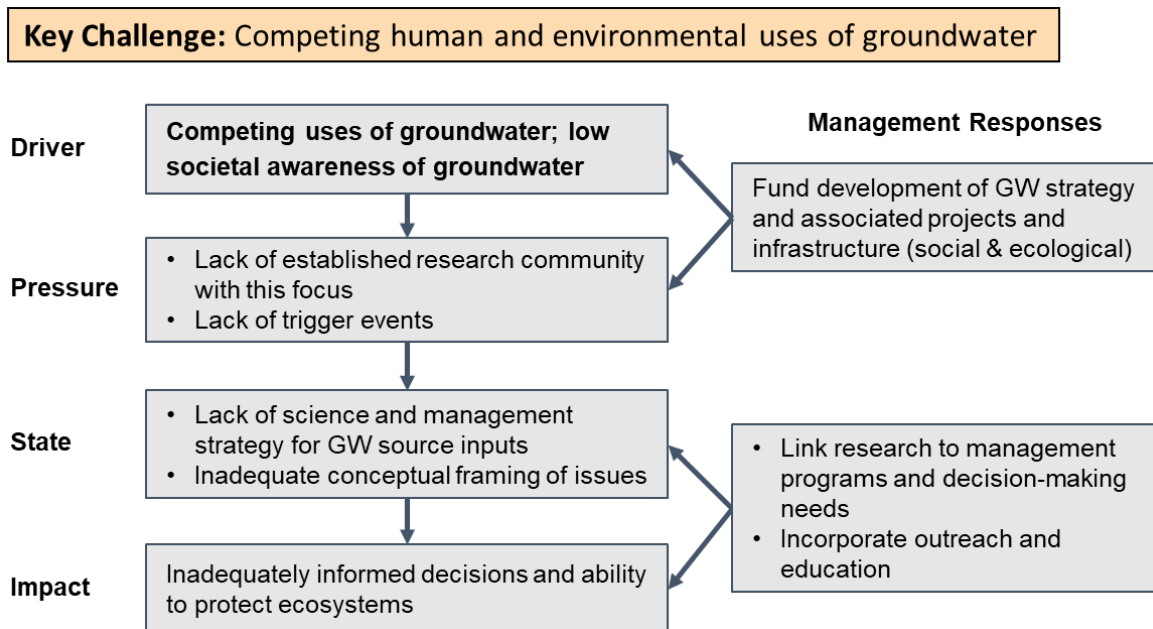 Key Challenge: Competing human and environmental uses of groundwater
Driver
Competing uses of groundwater; low
societal awareness of groundwater
Pressure
• Lack of established research community
with this focus
• Lack of trigger events
State
• Lack of science and management
strategy for GW source inputs
• Inadequate conceptual framing of issues
Impact
Inadequately informed decisions and ability
to protect ecosystems
Management Responses
Fund development of GW strategy
and associated projects and
infrastructure (social & ecological)
• Link research to management
programs and decision-making
needs
• Incorporate outreach and
education